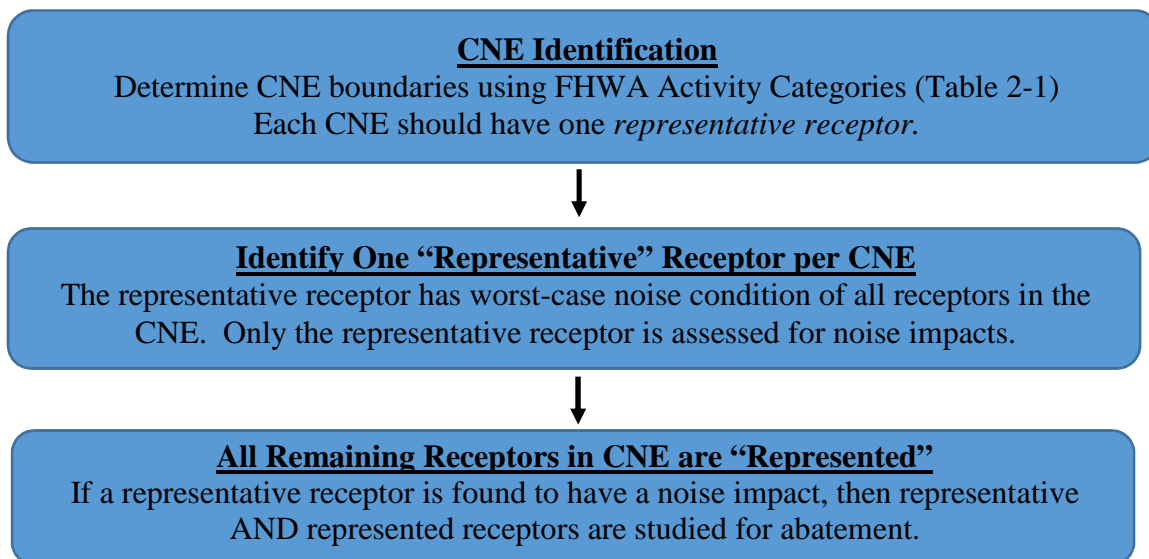 CNE Identification
Determine CNE boundaries using FHWA Activity Categories (Table 2-1)
Each CNE should have one representative receptor.
Identify One “Representative” Receptor per CNE
The representative receptor has worst-case noise condition of all receptors in the
CNE.  Only the representative receptor is assessed for noise impacts.
All Remaining Receptors in CNE are “Represented”
If a representative receptor is found to have a noise impact, then representative
AND represented receptors are studied for abatement.